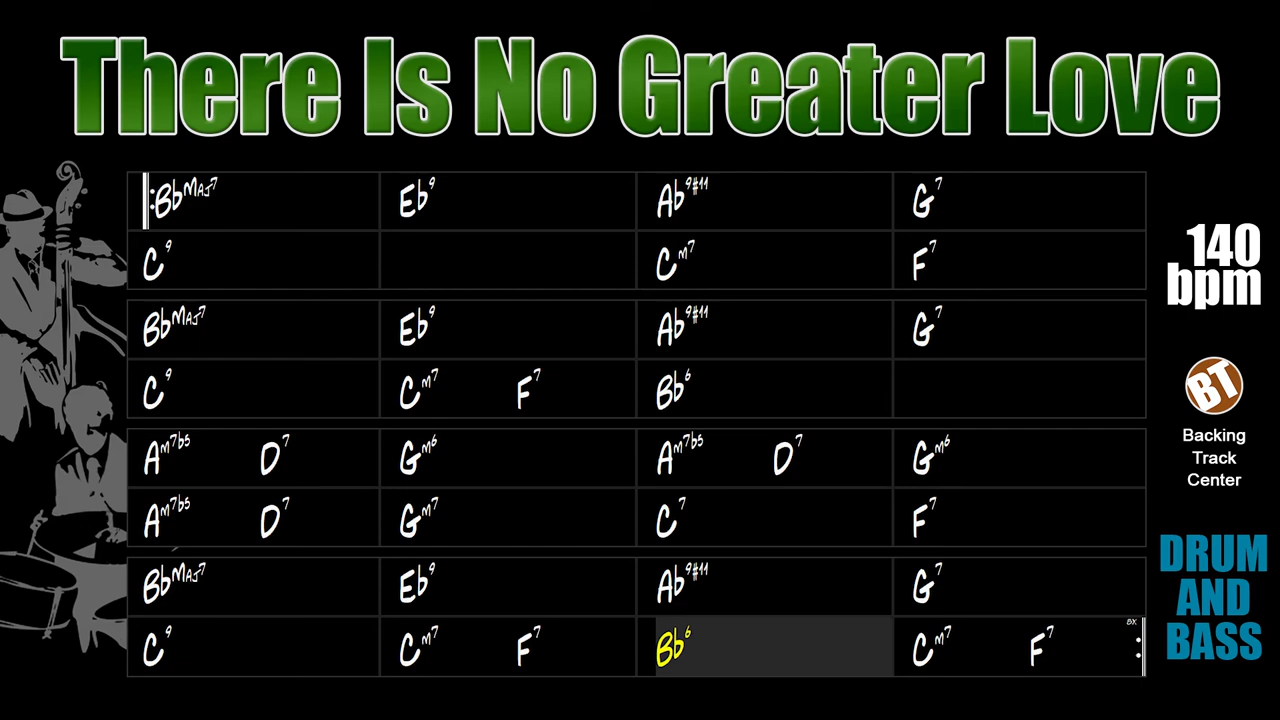 There Is No Greater Love
BbMaj7 Eb9 Ab9#11 G7
C9 Cm7 F7
BbMaj7 Eb9 Ab9#11 G7
C9 Cm7 F7 Bb6
Am7b5 D7 Gm6 Am7b5 D7 Gm6
Am7b5 D7 Gm7 C7 F7
BbMaj7 Eb9 Ab9#11 G7
C9 Cm7 F7 Bb6 Cm7 F7
140
bpm
BT
Backing
Track
Center
DRUM
AND
BASS